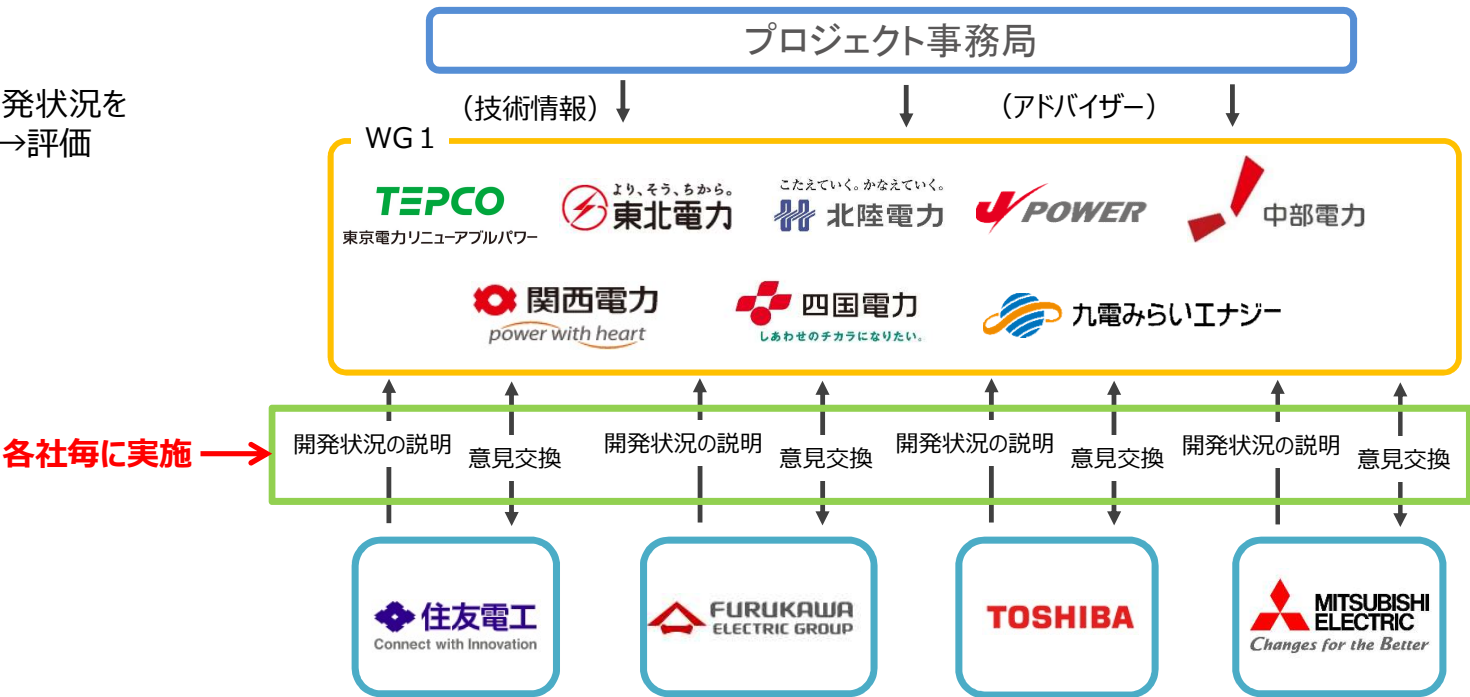 プロジェクト事務局
発状況を
→評価
（技術情報）
（アドバイザー）
WG１
TEPCO
東京電力リニューアブルパワー
より、そう、ちから。
東北電力
こたえていく。かなえていく。
北陸電力
J POWER
中部電力
関西電力
power with heart
四国電力
しあわせのチカラになりたい。
九電みらいエナジー
各社毎に実施
開発状況の説明
意見交換
開発状況の説明
意見交換
開発状況の説明
意見交換
開発状況の説明
意見交換
住友電工
Connect with Innovation
FURUKAWA
ELECTRIC GROUP
TOSHIBA
MITSUBISHI
ELECTRIC
Changes for the Better